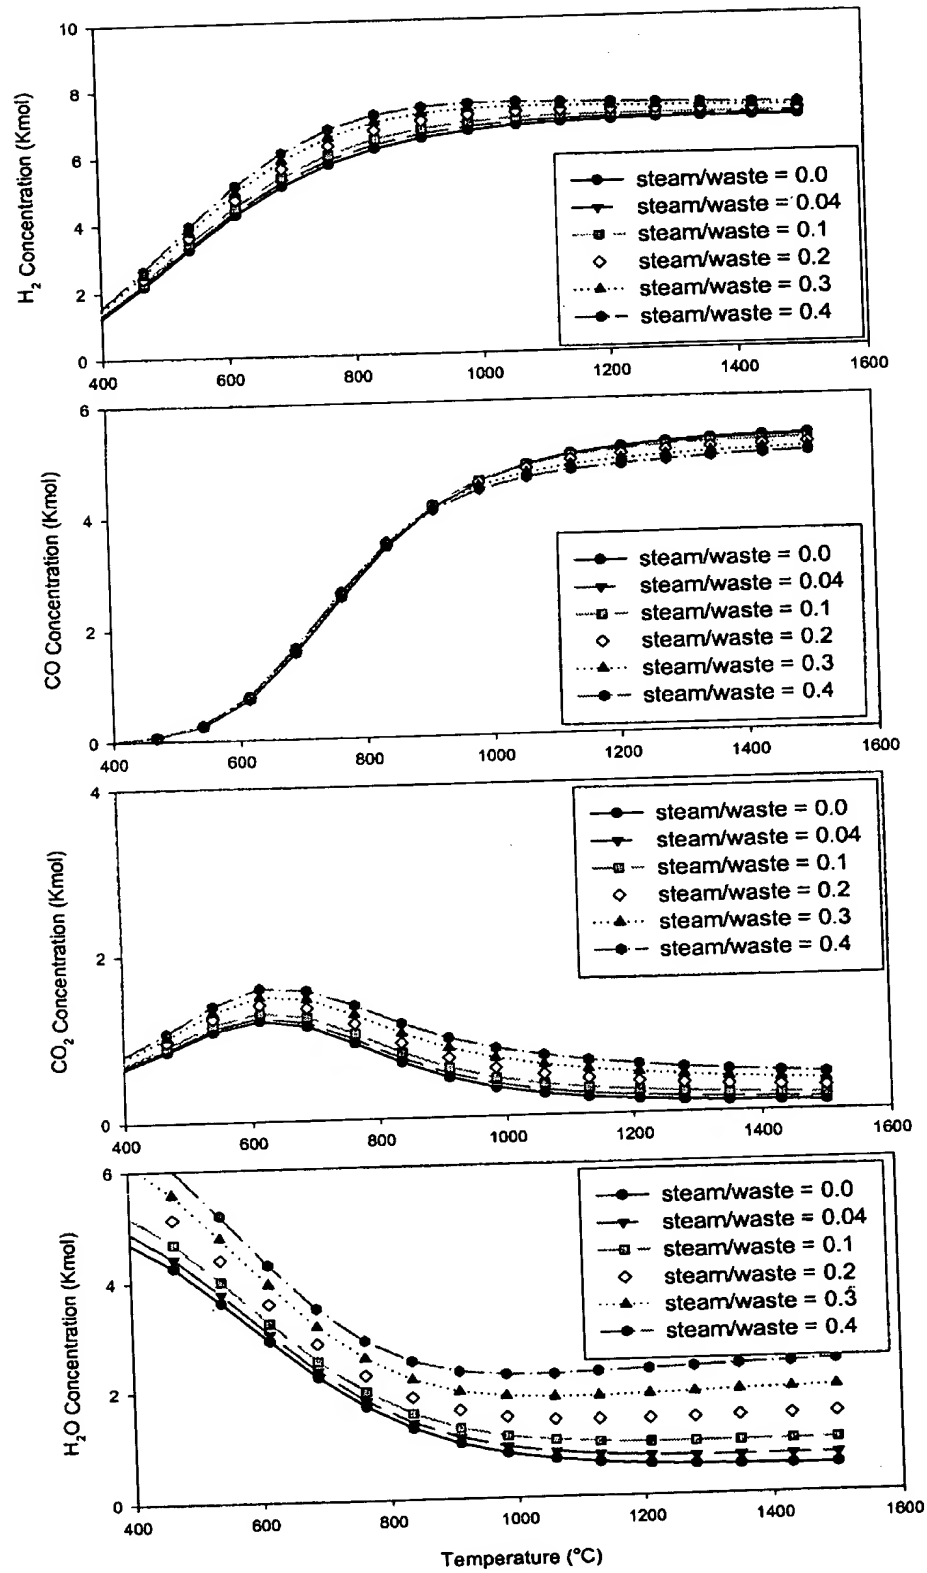 10
8
6
4
2
0
H₂ Concentration (Kmol)
steam/waste = 0.0
steam/waste = 0.04
steam/waste = 0.1
steam/waste = 0.2
steam/waste = 0.3
steam/waste = 0.4
400 600 800 1000 1200 1400 1600
6
4
2
0
CO Concentration (Kmol)
steam/waste = 0.0
steam/waste = 0.04
steam/waste = 0.1
steam/waste = 0.2
steam/waste = 0.3
steam/waste = 0.4
400 600 800 1000 1200 1400 1600
4
2
0
CO₂ Concentration (Kmol)
steam/waste = 0.0
steam/waste = 0.04
steam/waste = 0.1
steam/waste = 0.2
steam/waste = 0.3
steam/waste = 0.4
400 600 800 1000 1200 1400 1600
6
4
2
0
H₂O Concentration (Kmol)
steam/waste = 0.0
steam/waste = 0.04
steam/waste = 0.1
steam/waste = 0.2
steam/waste = 0.3
steam/waste = 0.4
400 600 800 1000 1200 1400 1600
Temperature (°C)